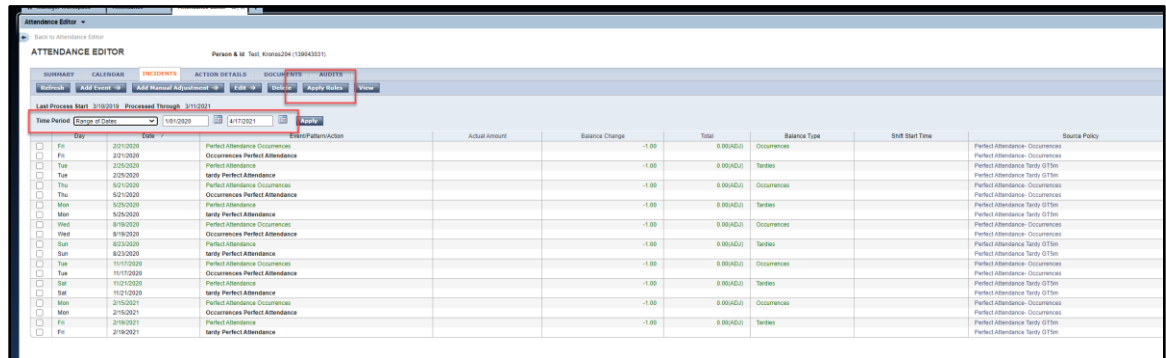 Attendance Editor
Back to Attendance Editor
ATTENDANCE EDITOR Person & Id Test, Kronos204 (139043031)
SUMMARY CALENDAR INCIDENTS ACTION DETAILS DOCUMENTS AUDITS
Refresh Add Event Add Manual Adjustment Edit Delete Apply Rules View
Last Process Start 3/18/2019 Processed Through 3/11/2021
Time Period Range of Dates 1/01/2020 4/17/2021 Apply
Day Date Event/Pattern/Action Actual Amount Balance Change Total Balance Type Shift Start Time Source Policy
Fri 2/21/2020 Perfect Attendance Occurrences -1.00 0.00(ADJ) Occurrences Perfect Attendance- Occurrences
Fri 2/21/2020 Occurrences Perfect Attendance Perfect Attendance- Occurrences
Tue 2/25/2020 Perfect Attendance -1.00 0.00(ADJ) Tardies Perfect Attendance Tardy GT5m
Tue 2/25/2020 tardy Perfect Attendance Perfect Attendance Tardy GT5m
Thu 5/21/2020 Perfect Attendance Occurrences -1.00 0.00(ADJ) Occurrences Perfect Attendance- Occurrences
Thu 5/21/2020 Occurrences Perfect Attendance Perfect Attendance- Occurrences
Mon 5/25/2020 Perfect Attendance -1.00 0.00(ADJ) Tardies Perfect Attendance Tardy GT5m
Mon 5/25/2020 tardy Perfect Attendance Perfect Attendance Tardy GT5m
Wed 8/19/2020 Perfect Attendance Occurrences -1.00 0.00(ADJ) Occurrences Perfect Attendance- Occurrences
Wed 8/19/2020 Occurrences Perfect Attendance Perfect Attendance- Occurrences
Sun 8/23/2020 Perfect Attendance -1.00 0.00(ADJ) Tardies Perfect Attendance Tardy GT5m
Sun 8/23/2020 tardy Perfect Attendance Perfect Attendance Tardy GT5m
Tue 11/17/2020 Perfect Attendance Occurrences -1.00 0.00(ADJ) Occurrences Perfect Attendance- Occurrences
Tue 11/17/2020 Occurrences Perfect Attendance Perfect Attendance- Occurrences
Sat 11/21/2020 Perfect Attendance -1.00 0.00(ADJ) Tardies Perfect Attendance Tardy GT5m
Sat 11/21/2020 tardy Perfect Attendance Perfect Attendance Tardy GT5m
Mon 2/15/2021 Perfect Attendance Occurrences -1.00 0.00(ADJ) Occurrences Perfect Attendance- Occurrences
Mon 2/15/2021 Occurrences Perfect Attendance Perfect Attendance- Occurrences
Fri 2/19/2021 Perfect Attendance -1.00 0.00(ADJ) Tardies Perfect Attendance Tardy GT5m
Fri 2/19/2021 tardy Perfect Attendance Perfect Attendance Tardy GT5m